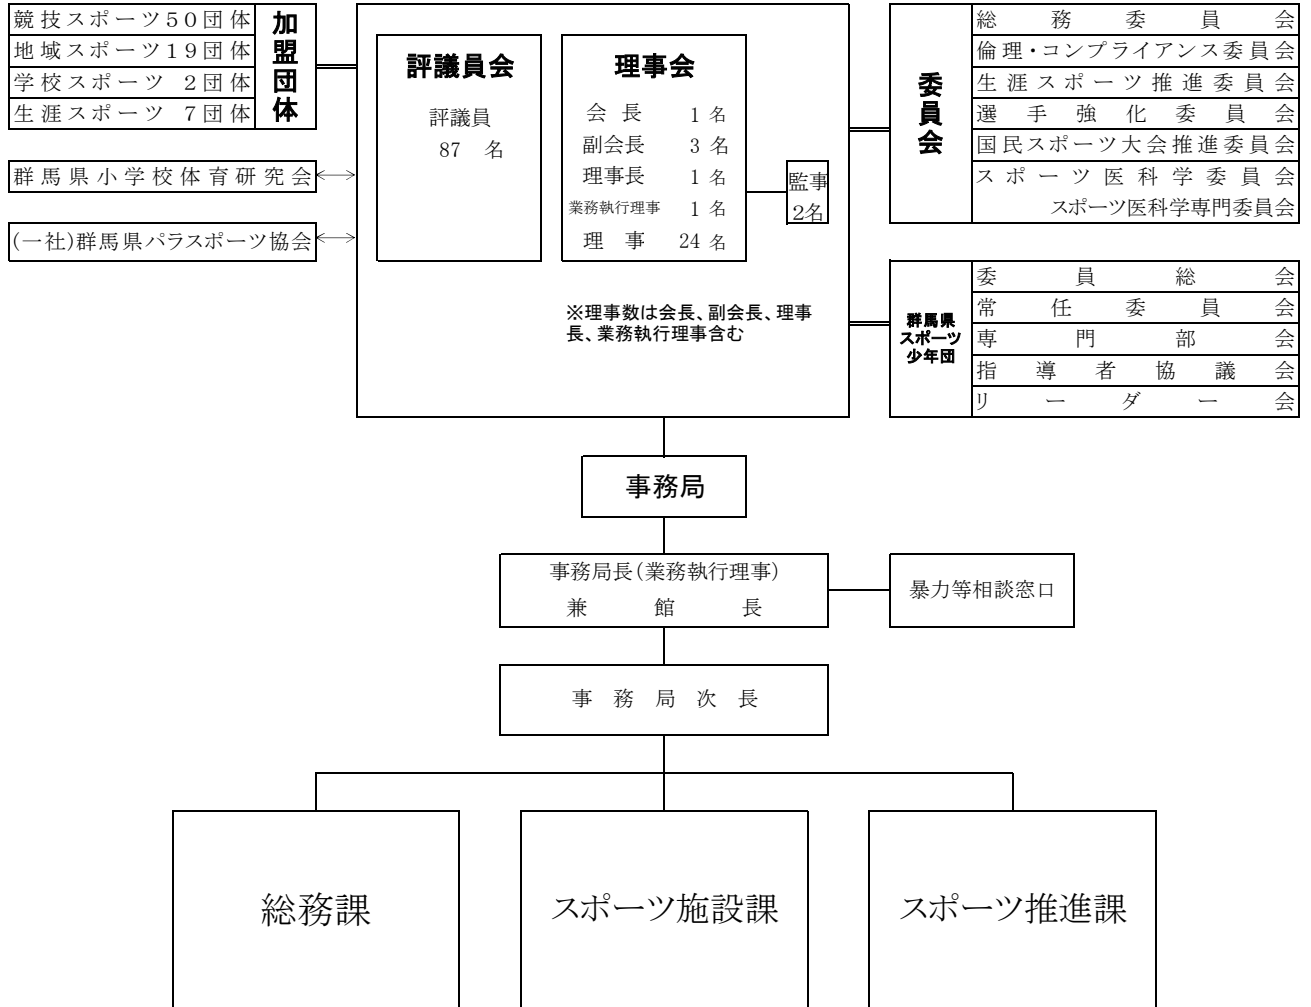 競技スポーツ50団体
地域スポーツ19団体
学校スポーツ 2団体
生涯スポーツ 7団体
加盟団体
群馬県小学校体育研究会
(一社)群馬県パラスポーツ協会
評議員会
評議員
87 名
理事会
会長 1名
副会長 3名
理事長 1名
業務執行理事 1名
理事 24名
監事
2名
※理事数は会長、副会長、理事
長、業務執行理事含む
委員会
総務委員会
倫理・コンプライアンス委員会
生涯スポーツ推進委員会
選手強化委員会
国民スポーツ大会推進委員会
スポーツ医科学委員会
スポーツ医科学専門委員会
群馬県
スポーツ
少年団
委員総会
常任委員会
専門部会
指導者協議会
リーダー会
事務局
事務局長(業務執行理事)
兼館長
暴力等相談窓口
事務局次長
総務課
スポーツ施設課
スポーツ推進課